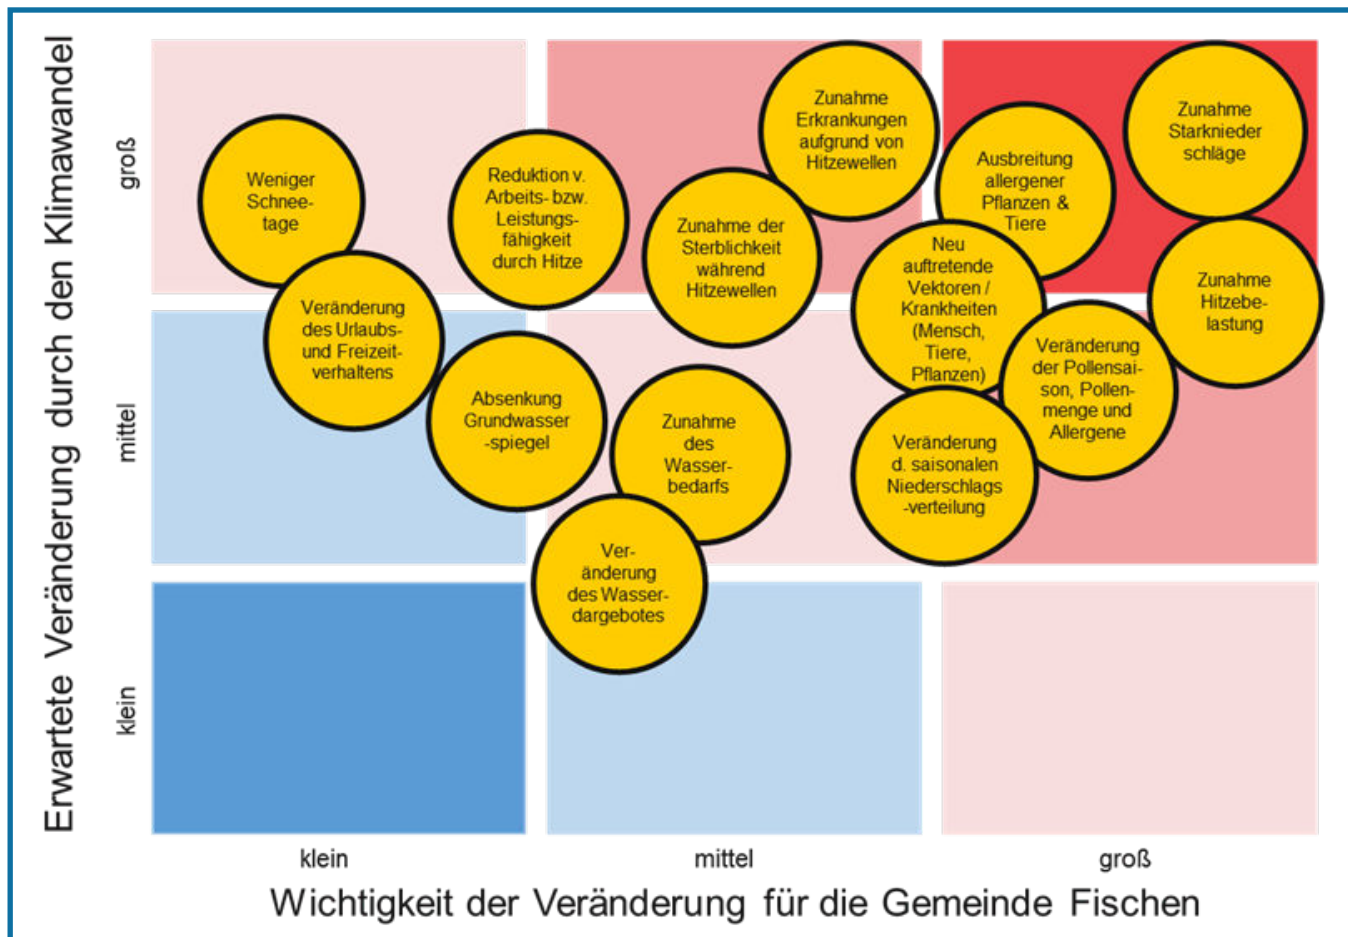 Erwartete Veränderung durch den Klimawandel
groß
mittel
klein
Weniger
Schnee-
tage
Reduktion v.
Arbeits- bzw.
Leistungs-
fähigkeit
durch Hitze
Zunahme der
Sterblichkeit
während
Hitzewellen
Zunahme
Erkrankungen
aufgrund von
Hitzewellen
Ausbreitung
allergener
Pflanzen &
Tiere
Zunahme
Starknieder
schläge
Veränderung
des Urlaubs-
und Freizeit-
verhaltens
Absenkung
Grundwasser
-spiegel
Zunahme
des
Wasser-
bedarfs
Neu
auftretende
Vektoren /
Krankheiten
(Mensch,
Tiere,
Pflanzen)
Veränderung
der Pollensai-
son, Pollen-
menge und
Allergene
Zunahme
Hitzebe-
lastung
Veränderung
d. saisonalen
Niederschlags
-verteilung
Ver-
änderung
des Wasser-
dargebotes
klein
mittel
groß
Wichtigkeit der Veränderung für die Gemeinde Fischen